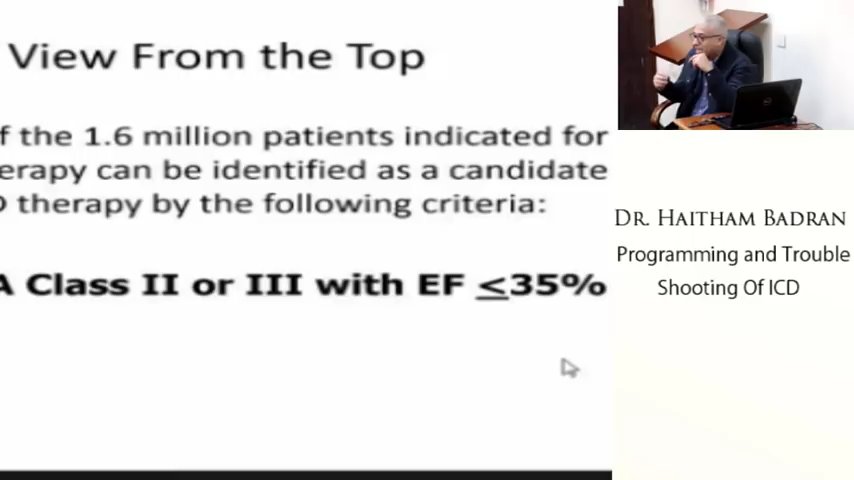 View From the Top
f the 1.6 million patients indicated for
erapy can be identified as a candidate
D therapy by the following criteria:
A Class II or III with EF ≤35%
DR. HAITHAM BADRAN
Programming and Trouble
Shooting Of ICD